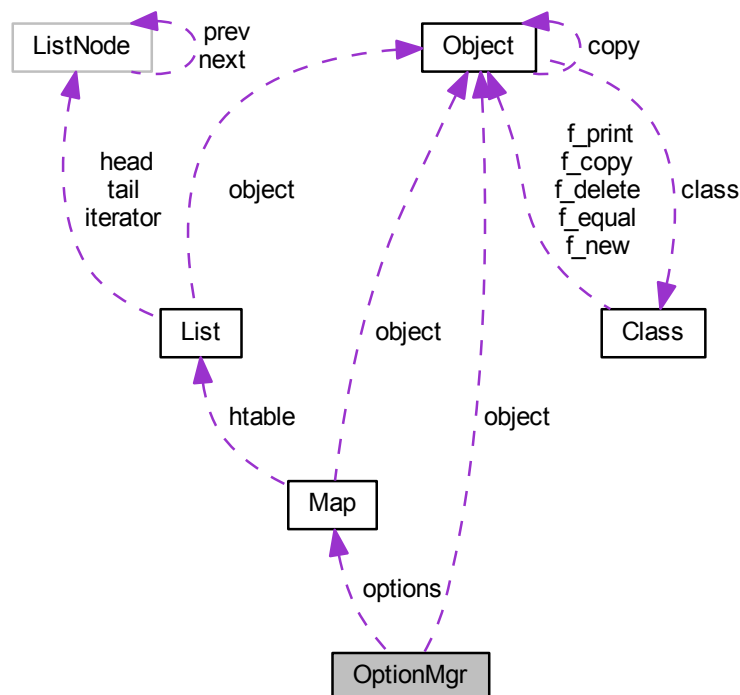 ListNode
prev
next
Object
copy
head
tail
iterator
object
f_print
f_copy
f_delete
f_equal
f_new
class
List
object
Class
htable
object
Map
options
OptionMgr